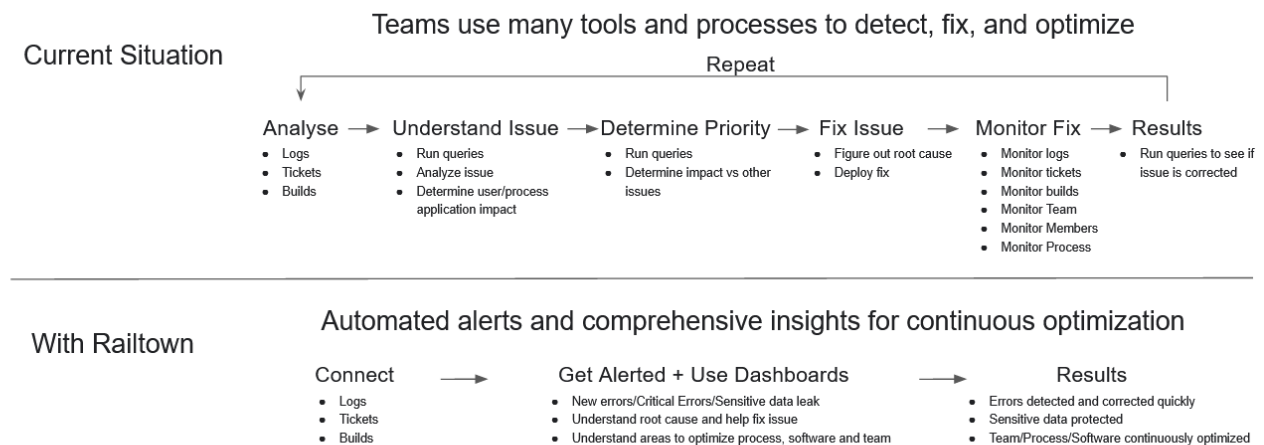 Teams use many tools and processes to detect, fix, and optimize
Current Situation
Repeat
Analyse
• Logs
• Tickets
• Builds
Understand Issue
• Run queries
• Analyze issue
• Determine user/process
application impact
Determine Priority
• Run queries
• Determine impact vs other
issues
Fix Issue
• Figure out root cause
• Deploy fix
Monitor Fix
• Monitor logs
• Monitor tickets
• Monitor builds
• Monitor Team
• Monitor Members
• Monitor Process
Results
• Run queries to see if
issue is corrected
Automated alerts and comprehensive insights for continuous optimization
With Railtown
Connect
• Logs
• Tickets
• Builds
Get Alerted + Use Dashboards
• New errors/Critical Errors/Sensitive data leak
• Understand root cause and help fix issue
• Understand areas to optimize process, software and team
Results
• Errors detected and corrected quickly
• Sensitive data protected
• Team/Process/Software continuously optimized